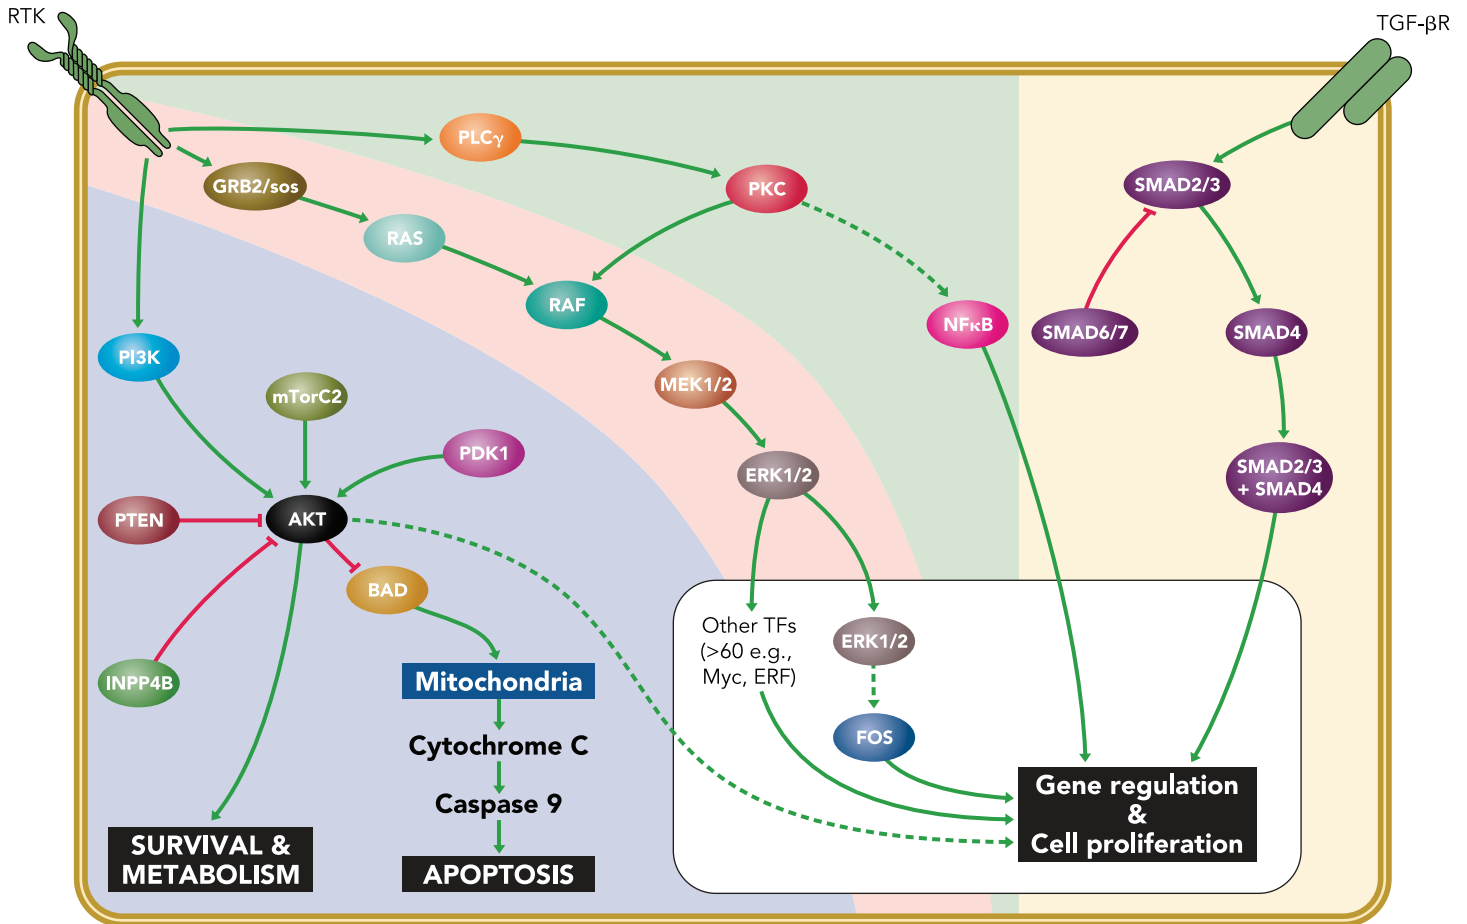 RTK
TGF-βR
PLCγ
GRB2/sos
PKC
SMAD2/3
RAS
RAF
NFκB
SMAD6/7
SMAD4
PI3K
MEK1/2
mTorC2
PDK1
ERK1/2
SMAD2/3
+ SMAD4
PTEN
AKT
BAD
Other TFs
(>60 e.g.,
Myc, ERF)
ERK1/2
INPP4B
Mitochondria
FOS
Cytochrome C
Caspase 9
Gene regulation
&
Cell proliferation
SURVIVAL &
METABOLISM
APOPTOSIS